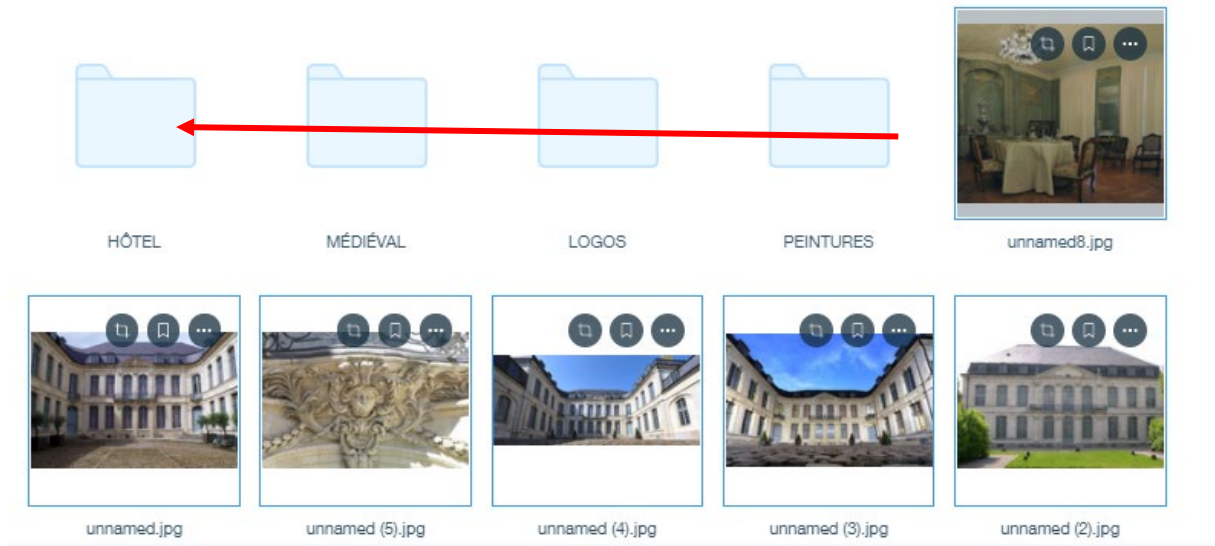 HÔTEL
MÉDIÉVAL
LOGOS
PEINTURES
unnamed8.jpg
unnamed.jpg
unnamed (5).jpg
unnamed (4).jpg
unnamed (3).jpg
unnamed (2).jpg